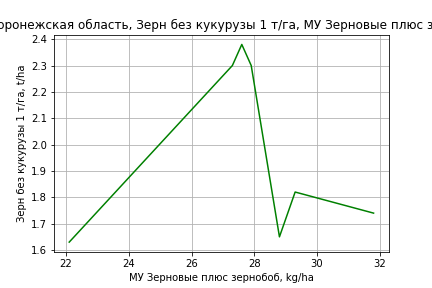 оронежская область, Зерн без кукурузы 1 т/га, МУ Зерновые плюс з
2.4
2.3
2.2
2.1
2.0
1.9
1.8
1.7
1.6
Зерн без кукурузы 1 т/га, t/ha
22 24 26 28 30 32
МУ Зерновые плюс зернобоб, kg/ha